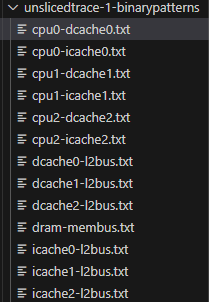 unslicedtrace-1-binarypatterns
cpu0-dcache0.txt
cpu0-icache0.txt
cpu1-dcache1.txt
cpu1-icache1.txt
cpu2-dcache2.txt
cpu2-icache2.txt
dcache0-l2bus.txt
dcache1-l2bus.txt
dcache2-l2bus.txt
dram-membus.txt
icache0-l2bus.txt
icache1-l2bus.txt
icache2-l2bus.txt